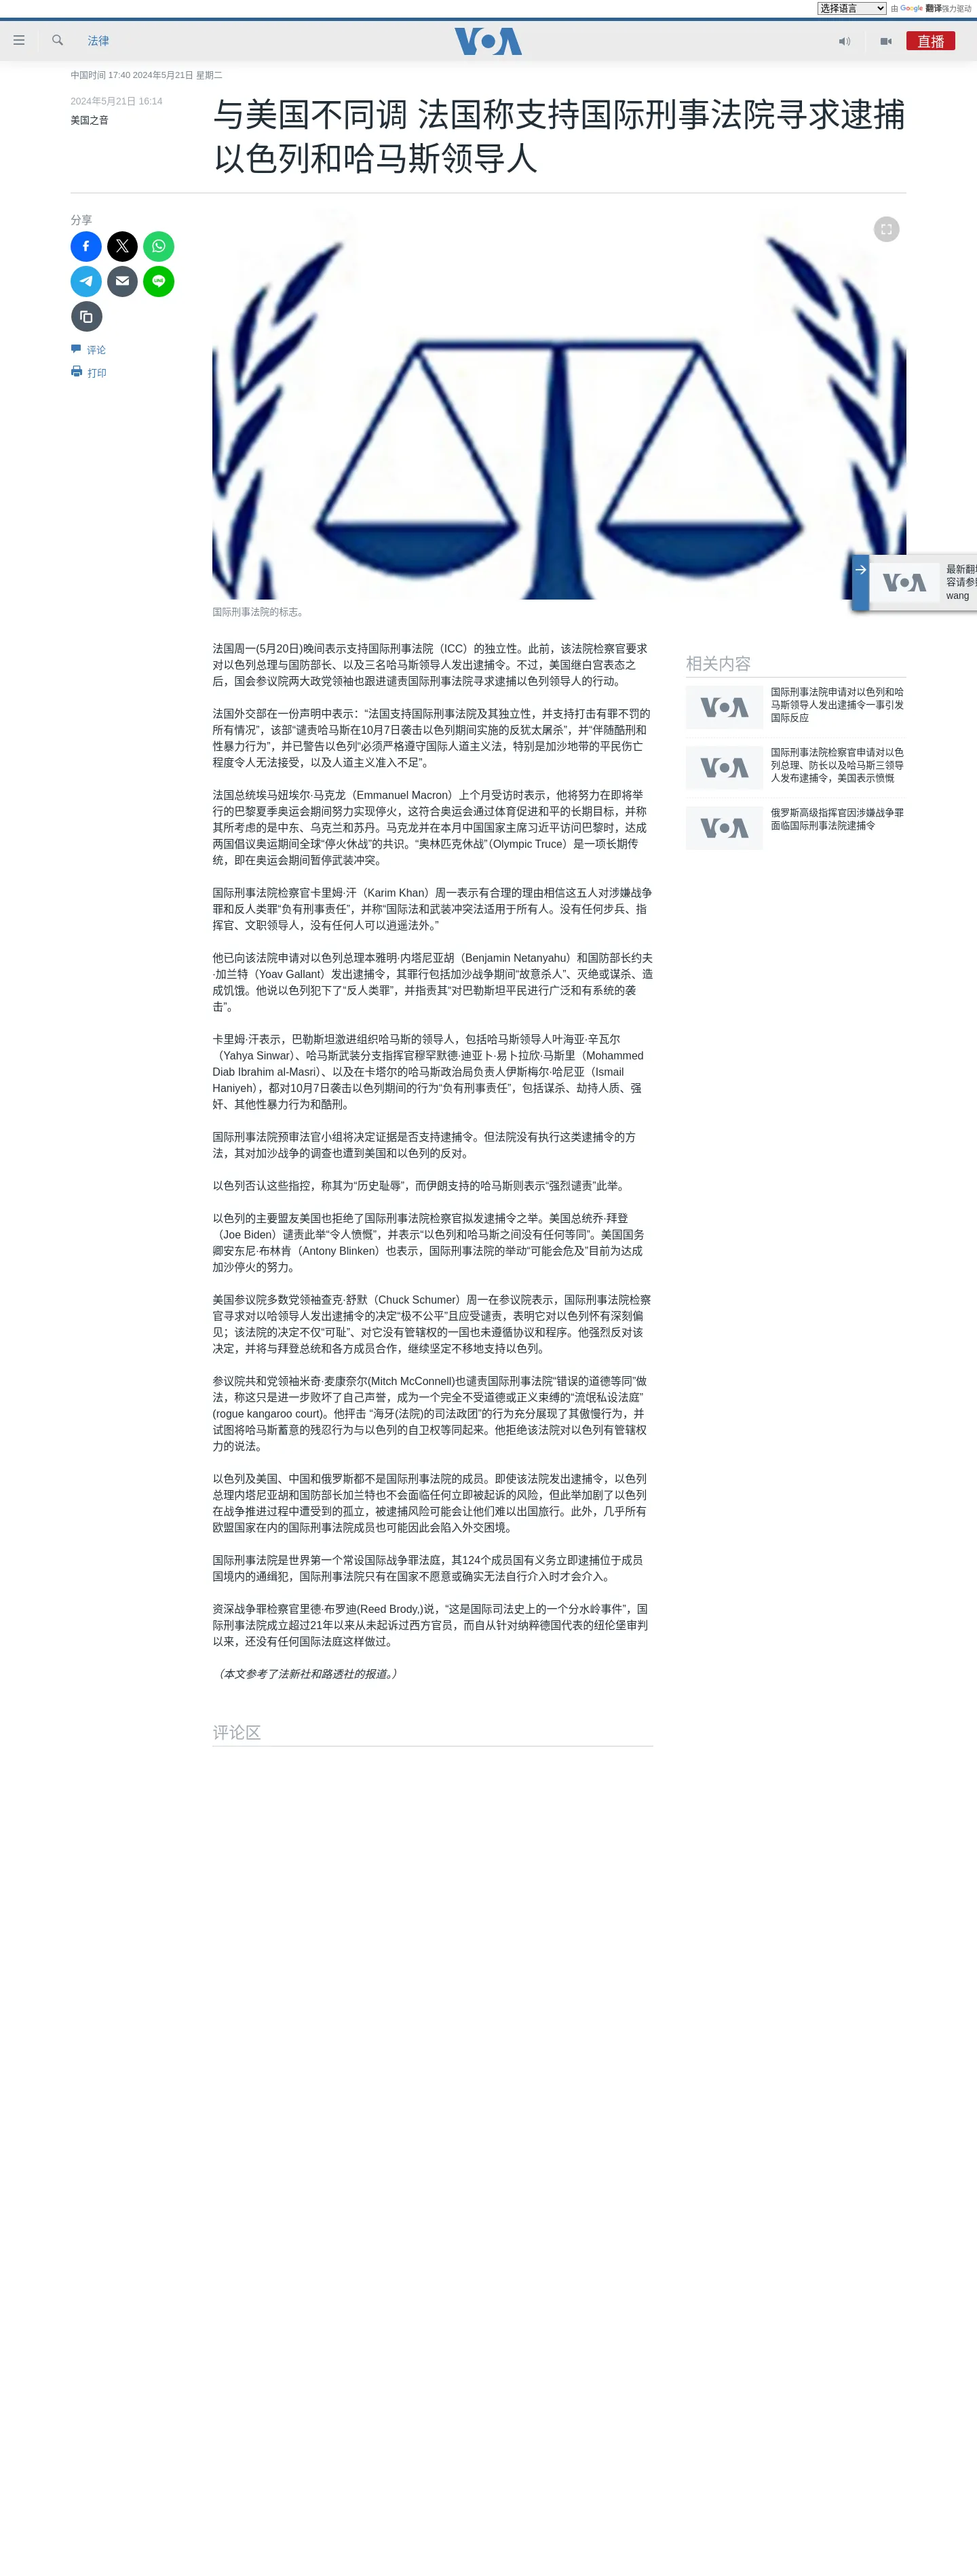 选择语言
由 Google 翻译强力驱动
法律
VOA
直播
中国时间 17:40 2024年5月21日 星期二
2024年5月21日 16:14
美国之音
与美国不同调 法国称支持国际刑事法院寻求逮捕
以色列和哈马斯领导人
分享
评论
打印
国际刑事法院的标志。
法国周一(5月20日)晚间表示支持国际刑事法院（ICC）的独立性。此前，该法院检察官要求
对以色列总理与国防部长、以及三名哈马斯领导人发出逮捕令。不过，美国继白宫表态之
后，国会参议院两大政党领袖也跟进谴责国际刑事法院寻求逮捕以色列领导人的行动。
法国外交部在一份声明中表示：“法国支持国际刑事法院及其独立性，并支持打击有罪不罚的
所有情况”，该部“谴责哈马斯在10月7日袭击以色列期间实施的反犹太屠杀”，并“伴随酷刑和
性暴力行为”，并已警告以色列“必须严格遵守国际人道主义法，特别是加沙地带的平民伤亡
程度令人无法接受，以及人道主义准入不足”。
法国总统埃马妞埃尔·马克龙（Emmanuel Macron）上个月受访时表示，他将努力在即将举
行的巴黎夏季奥运会期间努力实现停火，这符合奥运会通过体育促进和平的长期目标，并称
其所考虑的是中东、乌克兰和苏丹。马克龙并在本月中国国家主席习近平访问巴黎时，达成
两国倡议奥运期间全球“停火休战”的共识。“奥林匹克休战”（Olympic Truce）是一项长期传
统，即在奥运会期间暂停武装冲突。
国际刑事法院检察官卡里姆·汗（Karim Khan）周一表示有合理的理由相信这五人对涉嫌战争
罪和反人类罪“负有刑事责任”，并称“国际法和武装冲突法适用于所有人。没有任何步兵、指
挥官、文职领导人，没有任何人可以逍遥法外。”
他已向该法院申请对以色列总理本雅明·内塔尼亚胡（Benjamin Netanyahu）和国防部长约夫
·加兰特（Yoav Gallant）发出逮捕令，其罪行包括加沙战争期间“故意杀人”、灭绝或谋杀、造
成饥饿。他说以色列犯下了“反人类罪”，并指责其“对巴勒斯坦平民进行广泛和有系统的袭
击”。
卡里姆·汗表示，巴勒斯坦激进组织哈马斯的领导人，包括哈马斯领导人叶海亚·辛瓦尔
（Yahya Sinwar）、哈马斯武装分支指挥官穆罕默德·迪亚卜·易卜拉欣·马斯里（Mohammed
Diab Ibrahim al-Masri）、以及在卡塔尔的哈马斯政治局负责人伊斯梅尔·哈尼亚（Ismail
Haniyeh），都对10月7日袭击以色列期间的行为“负有刑事责任”，包括谋杀、劫持人质、强
奸、其他性暴力行为和酷刑。
国际刑事法院预审法官小组将决定证据是否支持逮捕令。但法院没有执行这类逮捕令的方
法，其对加沙战争的调查也遭到美国和以色列的反对。
以色列否认这些指控，称其为“历史耻辱”，而伊朗支持的哈马斯则表示“强烈谴责”此举。
以色列的主要盟友美国也拒绝了国际刑事法院检察官拟发逮捕令之举。美国总统乔·拜登
（Joe Biden）谴责此举“令人愤慨”，并表示“以色列和哈马斯之间没有任何等同”。美国国务
卿安东尼·布林肯（Antony Blinken）也表示，国际刑事法院的举动“可能会危及”目前为达成
加沙停火的努力。
美国参议院多数党领袖查克·舒默（Chuck Schumer）周一在参议院表示，国际刑事法院检察
官寻求对以哈领导人发出逮捕令的决定“极不公平”且应受谴责，表明它对以色列怀有深刻偏
见；该法院的决定不仅“可耻”、对它没有管辖权的一国也未遵循协议和程序。他强烈反对该
决定，并将与拜登总统和各方成员合作，继续坚定不移地支持以色列。
参议院共和党领袖米奇·麦康奈尔(Mitch McConnell)也谴责国际刑事法院“错误的道德等同”做
法，称这只是进一步败坏了自己声誉，成为一个完全不受道德或正义束缚的“流氓私设法庭”
(rogue kangaroo court)。他抨击 “海牙(法院)的司法政团”的行为充分展现了其傲慢行为，并
试图将哈马斯蓄意的残忍行为与以色列的自卫权等同起来。他拒绝该法院对以色列有管辖权
力的说法。
以色列及美国、中国和俄罗斯都不是国际刑事法院的成员。即使该法院发出逮捕令，以色列
总理内塔尼亚胡和国防部长加兰特也不会面临任何立即被起诉的风险，但此举加剧了以色列
在战争推进过程中遭受到的孤立，被逮捕风险可能会让他们难以出国旅行。此外，几乎所有
欧盟国家在内的国际刑事法院成员也可能因此会陷入外交困境。
国际刑事法院是世界第一个常设国际战争罪法庭，其124个成员国有义务立即逮捕位于成员
国境内的通缉犯，国际刑事法院只有在国家不愿意或确实无法自行介入时才会介入。
资深战争罪检察官里德·布罗迪(Reed Brody,)说，“这是国际司法史上的一个分水岭事件”，国
际刑事法院成立超过21年以来从未起诉过西方官员，而自从针对纳粹德国代表的纽伦堡审判
以来，还没有任何国际法庭这样做过。
（本文参考了法新社和路透社的报道。）
评论区
VOA
最新翻
容请参
wang
相关内容
VOA
国际刑事法院申请对以色列和哈
马斯领导人发出逮捕令一事引发
国际反应
VOA
国际刑事法院检察官申请对以色
列总理、防长以及哈马斯三领导
人发布逮捕令，美国表示愤慨
VOA
俄罗斯高级指挥官因涉嫌战争罪
面临国际刑事法院逮捕令